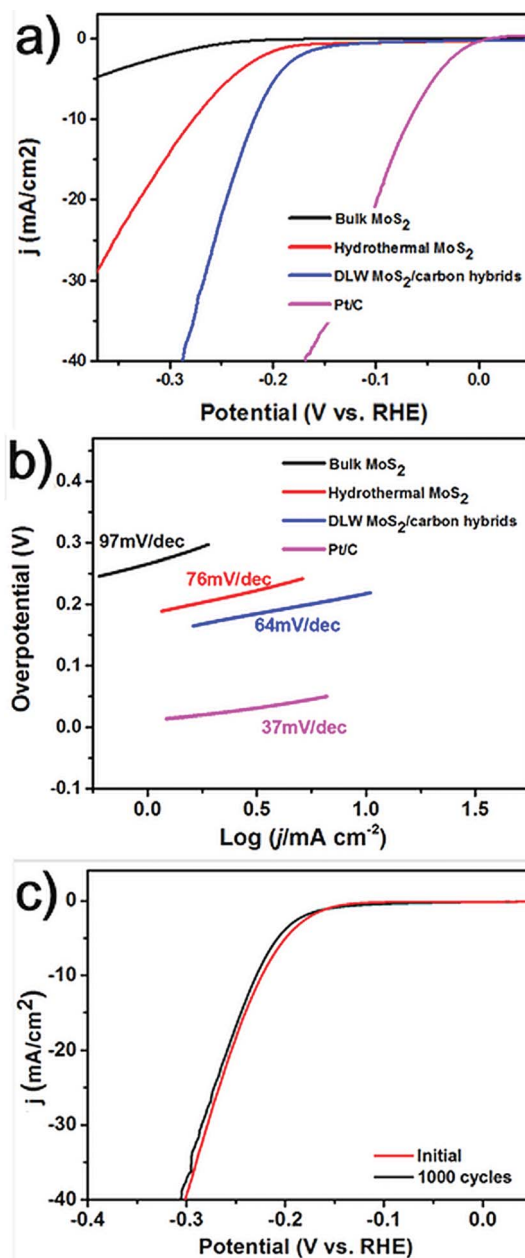 a)
0
-10
-20
-30
-40
j (mA/cm2)
Bulk MoS₂
Hydrothermal MoS₂
DLW MoS₂/carbon hybrids
Pt/C
-0.3
-0.2
-0.1
0.0
Potential (V vs. RHE)
b)
0.4
0.3
0.2
0.1
0.0
-0.1
Overpotential (V)
Bulk MoS₂
Hydrothermal MoS₂
DLW MoS₂/carbon hybrids
Pt/C
97mV/dec
76mV/dec
64mV/dec
37mV/dec
0.0
0.5
1.0
1.5
Log (j/mA cm⁻²)
c)
0
-10
-20
-30
-40
j (mA/cm²)
Initial
1000 cycles
-0.4
-0.3
-0.2
-0.1
0.0
Potential (V vs. RHE)